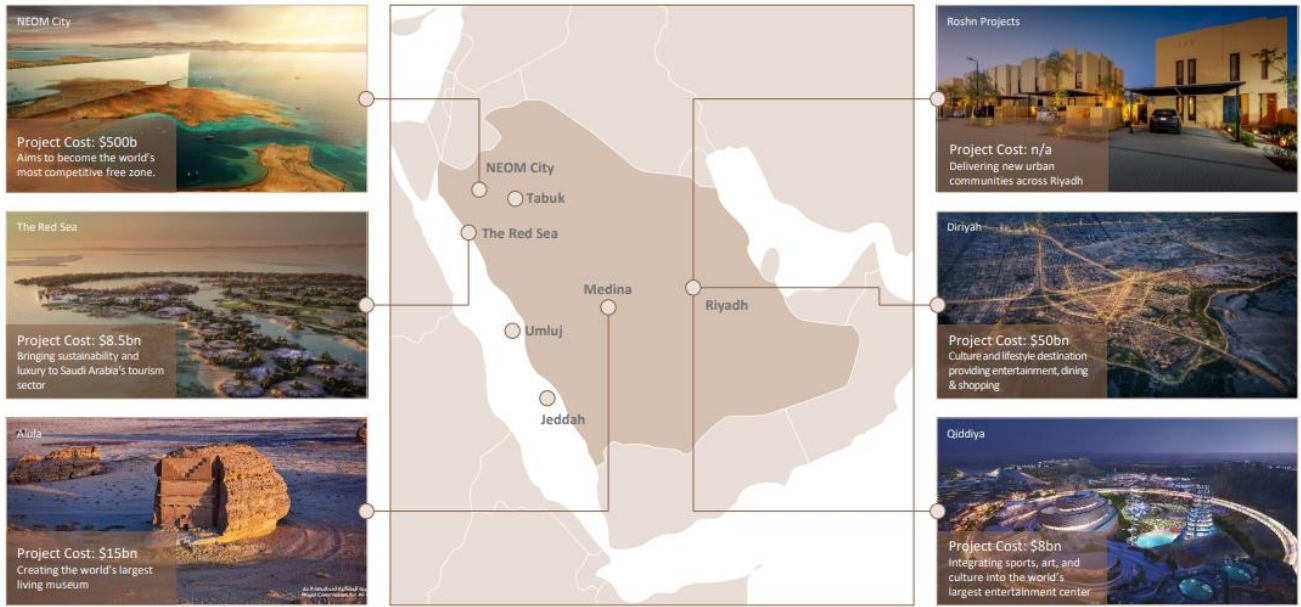 NEOM City
Project Cost: $500b
Aims to become the world's
most competitive free zone.
The Red Sea
Project Cost: $8.5bn
Bringing sustainability and
luxury to Saudi Arabia's tourism
sector
Alula
Project Cost: $15bn
Creating the world's largest
living museum
NEOM City
Tabuk
The Red Sea
Medina
Riyadh
Umluj
Jeddah
Roshn Projects
Project Cost: n/a
Delivering new urban
communities across Riyadh
Diriyah
Project Cost: $50bn
Culture and lifestyle destination
providing entertainment, dining
& shopping
Qiddiya
Project Cost: $8bn
Integrating sports, art, and
culture into the world's
largest entertainment center